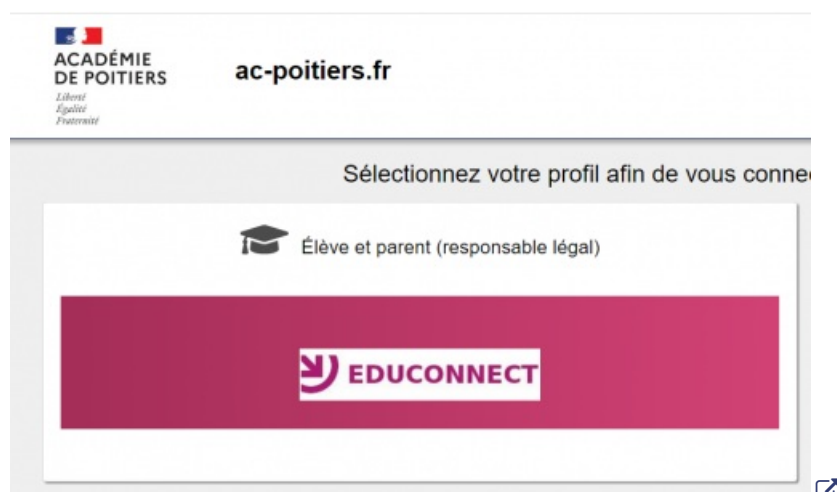 ACADÉMIE
DE POITIERS
Liberté
Égalité
Fraternité
ac-poitiers.fr
Sélectionnez votre profil afin de vous conne
Élève et parent (responsable légal)
EDUCONNECT